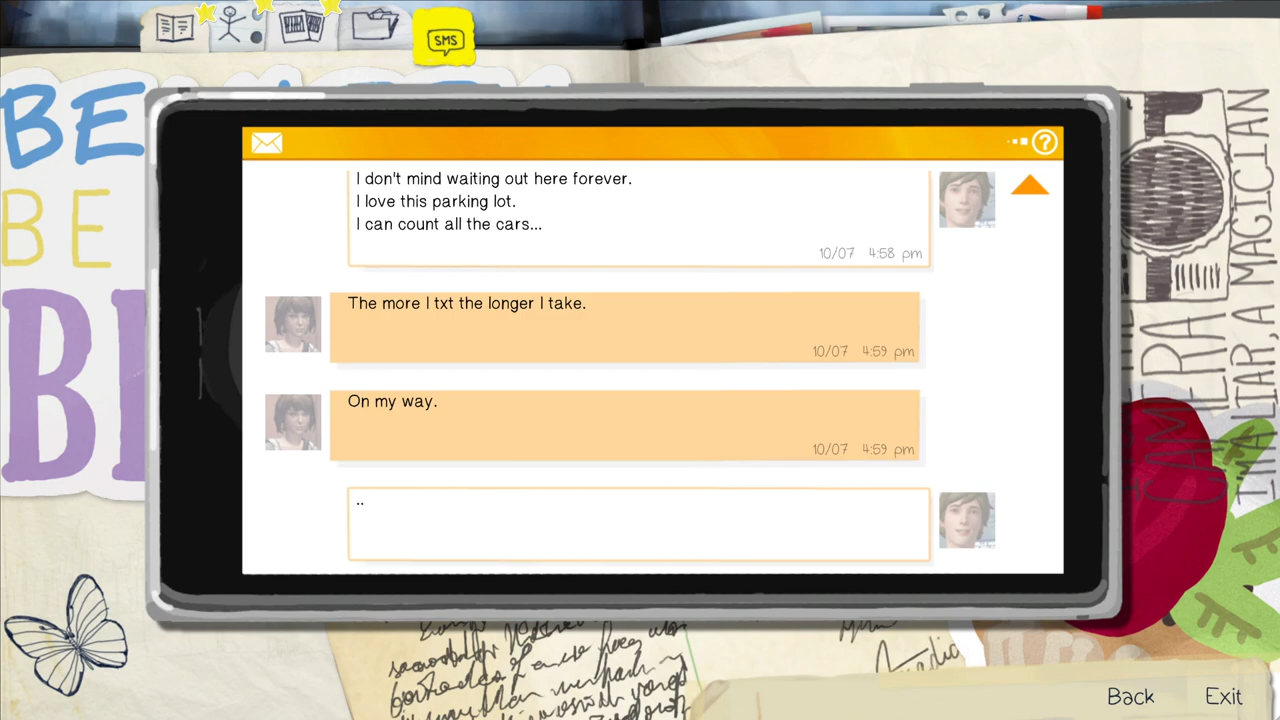 SMS
BE
BE
I don't mind waiting out here forever.
I love this parking lot.
I can count all the cars...
10/07 4:58 pm
The more I txt the longer I take.
10/07 4:59 pm
On my way.
10/07 4:59 pm
..
?
CAMERA
LIAR, A MAGICIAN
Back
Exit